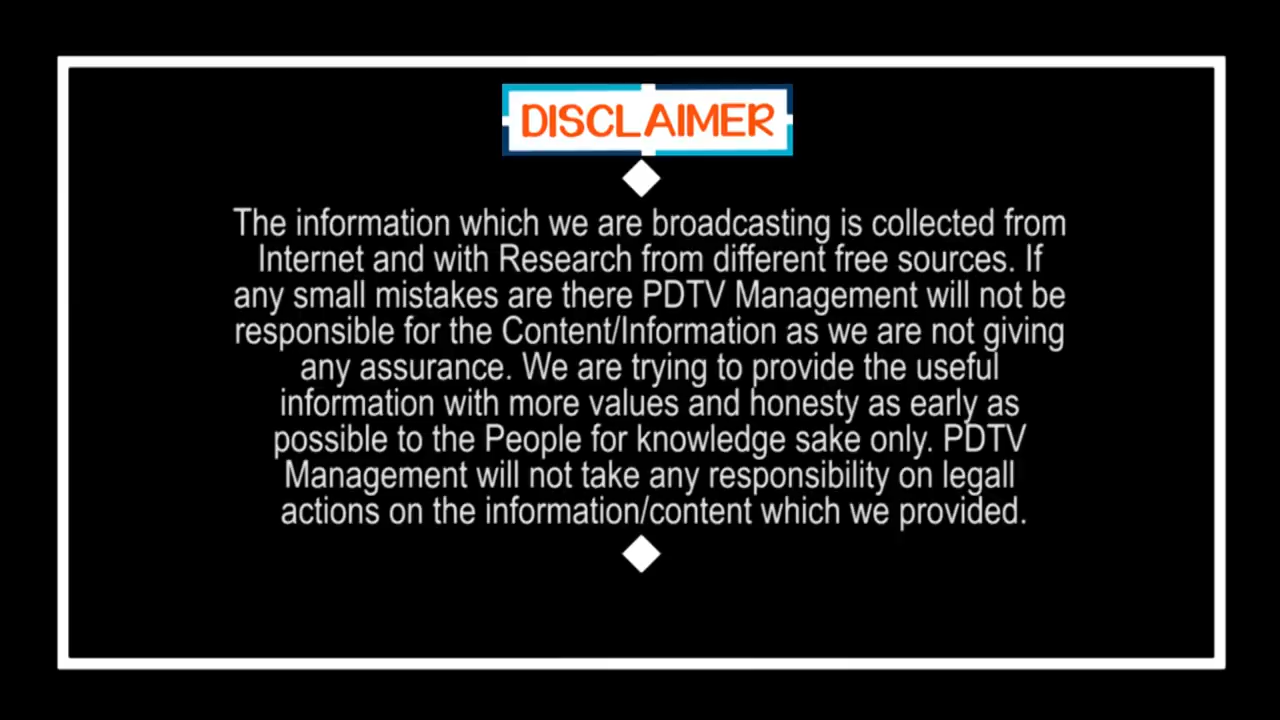 DISCLAIMER
The information which we are broadcasting is collected from
Internet and with Research from different free sources. If
any small mistakes are there PDTV Management will not be
responsible for the Content/Information as we are not giving
any assurance. We are trying to provide the useful
information with more values and honesty as early as
possible to the People for knowledge sake only. PDTV
Management will not take any responsibility on legall
actions on the information/content which we provided.